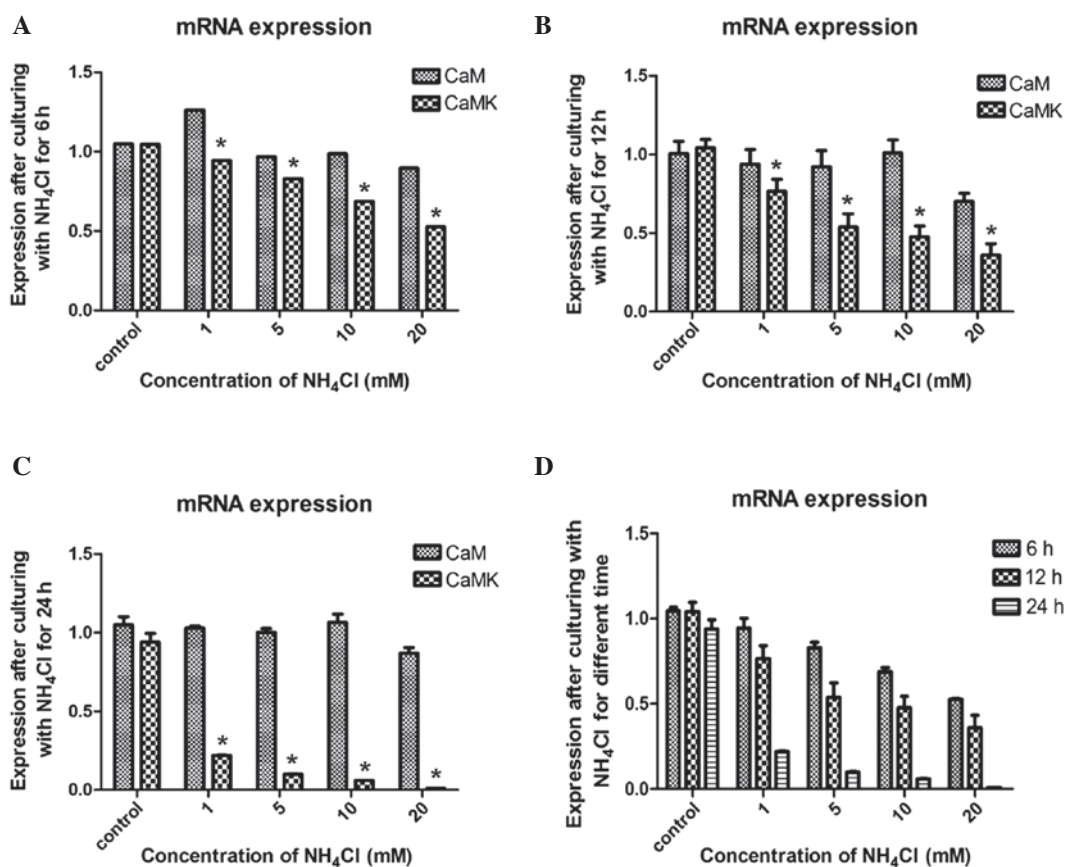 A
mRNA expression
CaM
CaMK
Expression after culturing
with NH₄Cl for 6h
1.5
1.0
0.5
0.0
*
*
*
*
control
1
5
10
20
Concentration of NH₄Cl (mM)
B
mRNA expression
CaM
CaMK
Expression after culturing
with NH₄Cl for 12h
1.5
1.0
0.5
0.0
*
*
*
*
control
1
5
10
20
Concentration of NH₄Cl (mM)
C
mRNA expression
CaM
CaMK
Expression after culturing
with NH₄Cl for 24h
1.5
1.0
0.5
0.0
*
*
*
*
control
1
5
10
20
Concentration of NH₄Cl (mM)
D
mRNA expression
6 h
12 h
24 h
Expression after culturing with
NH₄Cl for different time
1.5
1.0
0.5
0.0
control
1
5
10
20
Concentration of NH₄Cl (mM)